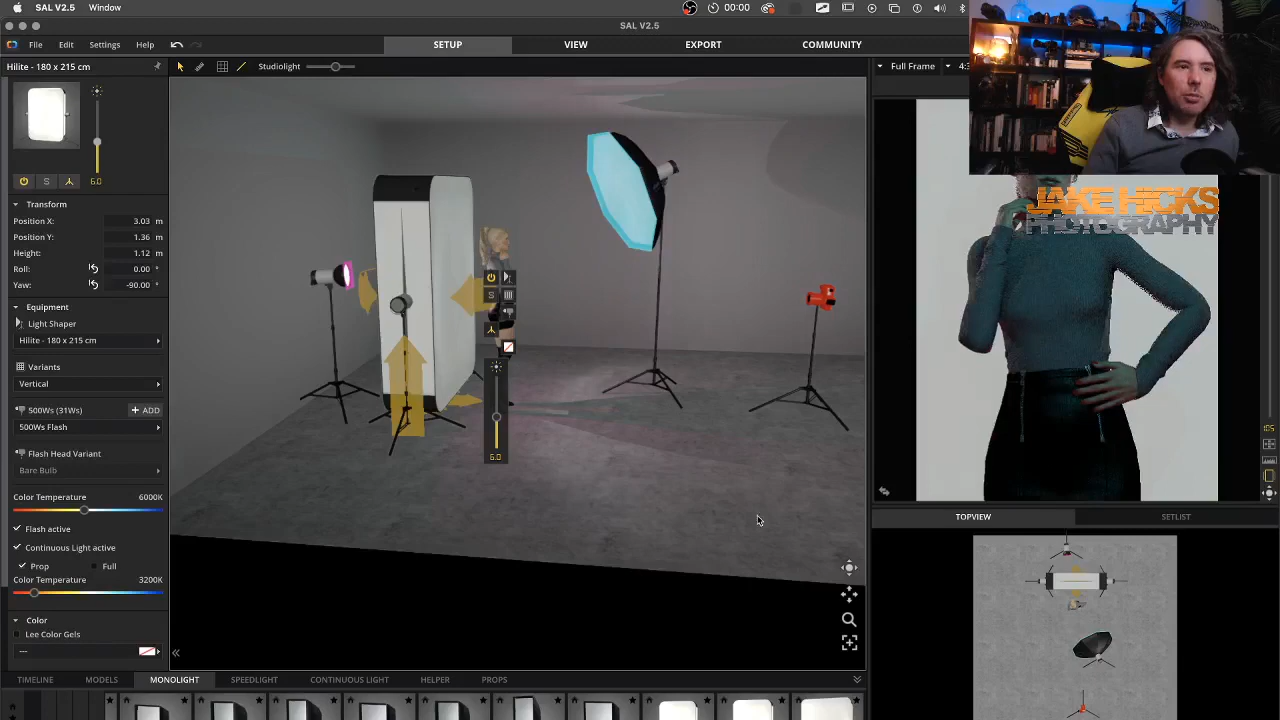 SAL V2.5 Window 00:00
SAL V2.5
File Edit Settings Help SETUP VIEW EXPORT COMMUNITY
Hilite - 180 x 215 cm Studiolight Full Frame 4:3
S 6.0
Transform
Position X: 3.03 m
Position Y: 1.36 m
Height: 1.12 m
Roll: 0.00 °
Yaw: -90.00 °
Equipment
Light Shaper
Hilite - 180 x 215 cm
Variants
Vertical
500Ws (31Ws) + ADD
500Ws Flash
Flash Head Variant
Bare Bulb
Color Temperature 6000K
Flash active
Continuous Light active
Prop Full
Color Temperature 3200K
Color
Lee Color Gels
---
S
6.0
JAKE HICKS
PHOTOGRAPHY
105
TOPVIEW SETLIST
TIMELINE MODELS MONOLIGHT SPEEDLIGHT CONTINUOUS LIGHT HELPER PROPS